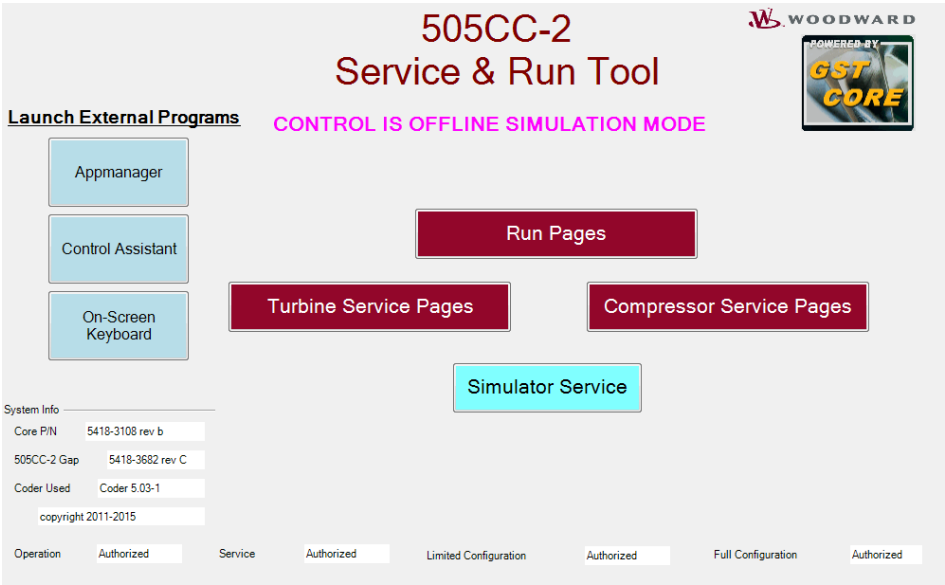 505CC-2
Service & Run Tool
WOODWARD
POWERED BY
GST
CORE
Launch External Programs
CONTROL IS OFFLINE SIMULATION MODE
Appmanager
Control Assistant
On-Screen
Keyboard
Run Pages
Turbine Service Pages
Compressor Service Pages
Simulator Service
System Info
Core P/N 5418-3108 rev b
505CC-2 Gap 5418-3682 rev C
Coder Used Coder 5.03-1
copyright 2011-2015
Operation Authorized Service Authorized Limited Configuration Authorized Full Configuration Authorized